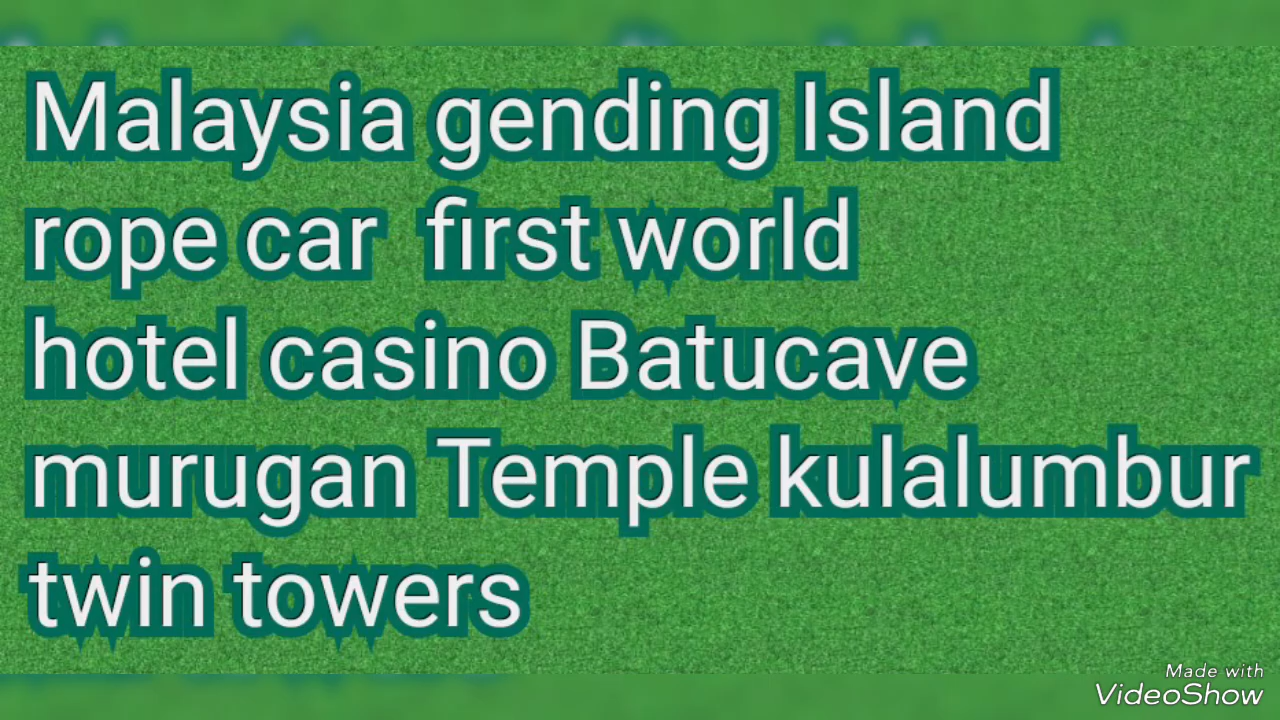 Malaysia gending Island
rope car  first world
hotel casino Batucave
murugan Temple kulalumbur
twin towers
Made with
VideoShow